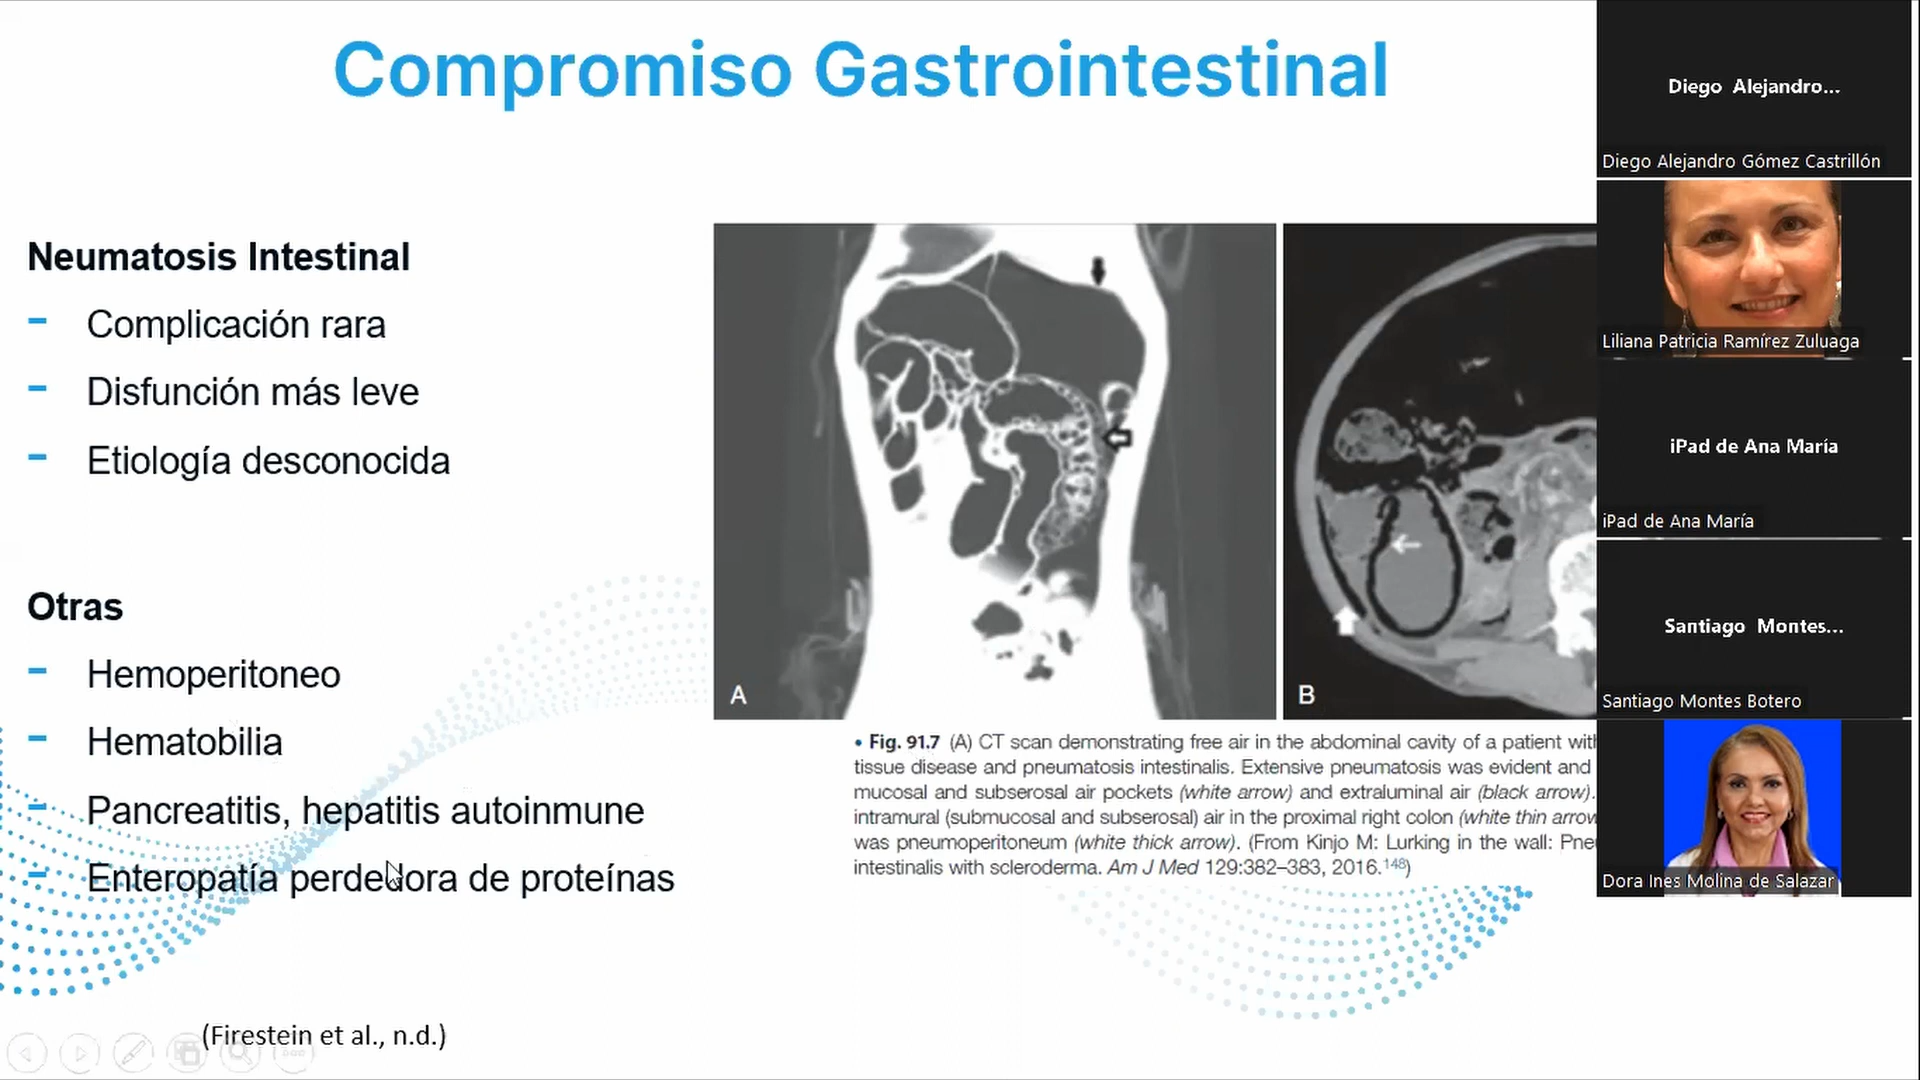 Compromiso Gastrointestinal
Neumatosis Intestinal
- Complicación rara
- Disfunción más leve
- Etiología desconocida
Otras
- Hemoperitoneo
- Hematobilia
- Pancreatitis, hepatitis autoinmune
- Enteropatía perdedora de proteínas
(Firestein et al., n.d.)
A
B
• Fig. 91.7 (A) CT scan demonstrating free air in the abdominal cavity of a patient
tissue disease and pneumatosis intestinalis. Extensive pneumatosis was evident and
mucosal and subserosal air pockets (white arrow) and extraluminal air (black arrow).
intramural (submucosal and subserosal) air in the proximal right colon (white thin
was pneumoperitoneum (white thick arrow). (From Kinjo M: Lurking in the wall:
intestinalis with scleroderma. Am J Med 129:382–383, 2016.148)
Diego Alejandro...
Diego Alejandro Gómez Castrillón
Liliana Patricia Ramírez Zuluaga
iPad de Ana María
iPad de Ana María
Santiago Montes...
Santiago Montes Botero
Dora Ines Molina de Salazar